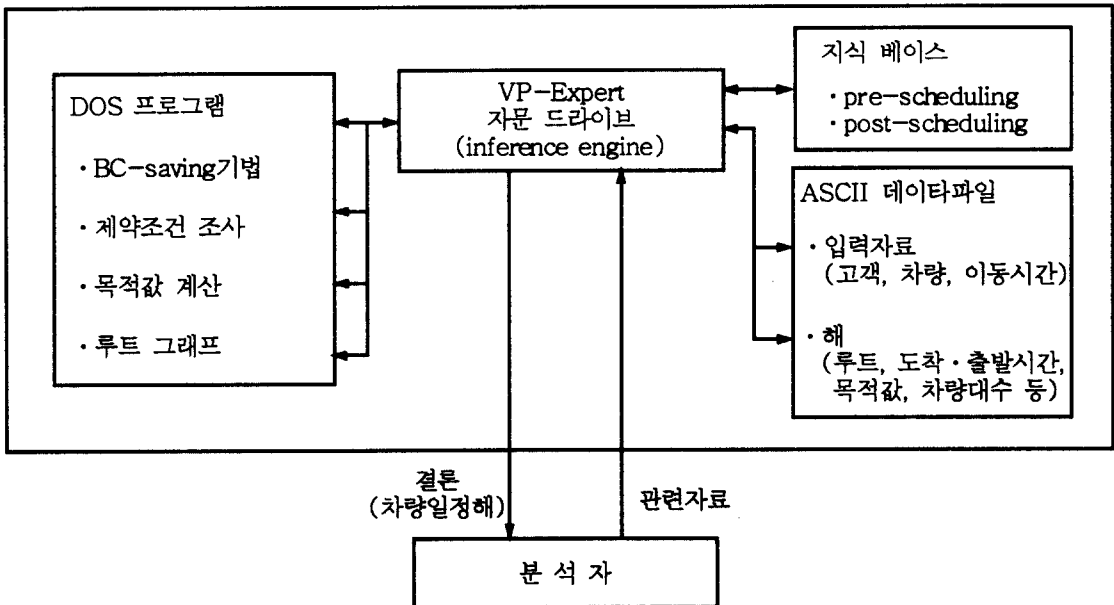 DOS 프로그램
· BC-saving기법
· 제약조건 조사
· 목적값 계산
· 루트 그래프
VP-Expert
자문 드라이브
(inference engine)
지식 베이스
· pre-scheduling
· post-scheduling
ASCII 데이타파일
· 입력자료
(고객, 차량, 이동시간)
· 해
(루트, 도착·출발시간,
목적값, 차량대수 등)
결론
(차량일정해)
관련자료
분 석 자